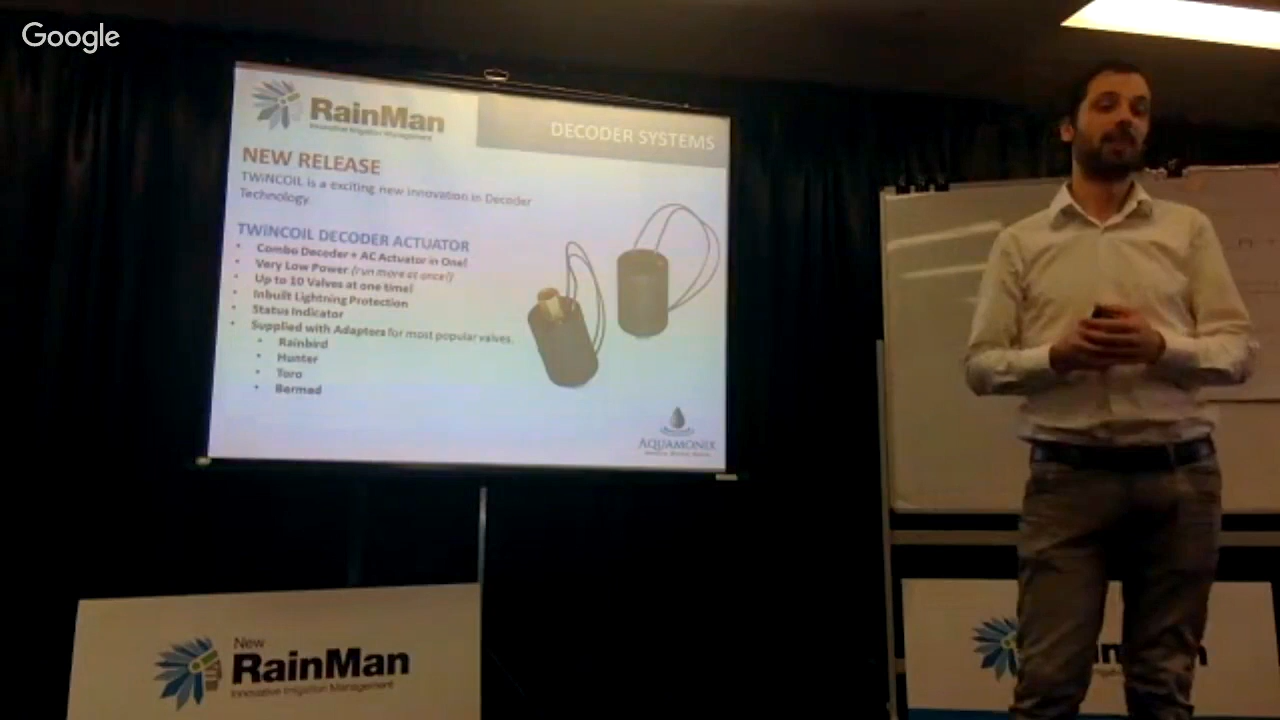 Google
RainMan
Innovative Irrigation Management
DECODER SYSTEMS
NEW RELEASE
TWiNCOIL is a exciting new innovation in Decoder
Technology.
TWiNCOIL DECODER ACTUATOR
• Combo Decoder + AC Actuator in One!
• Very Low Power (run more at once!)
• Up to 10 Valves at one time!
• Inbuilt Lightning Protection
• Status Indicator
• Supplied with Adaptors for most popular valves.
• Rainbird
• Hunter
• Toro
• Bermad
AQUAMONIX
New
RainMan
Innovative Irrigation Management